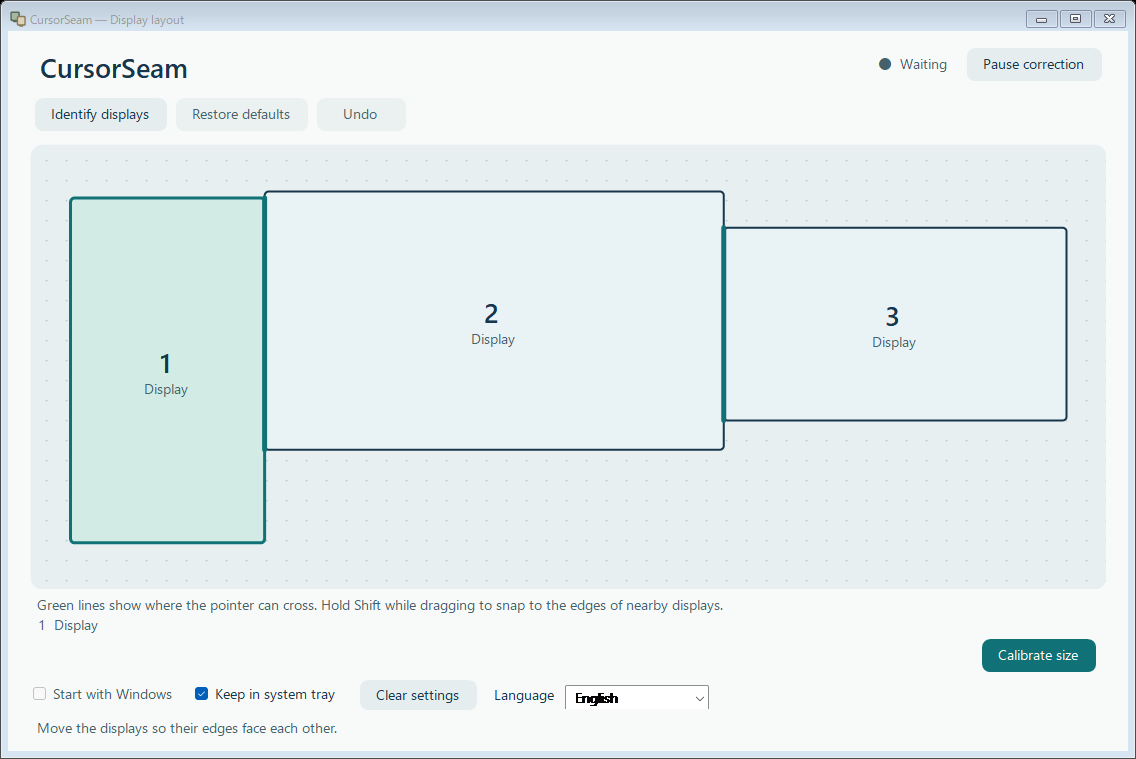 CursorSeam — Display layout
CursorSeam
Waiting
Pause correction
Identify displays
Restore defaults
Undo
1
Display
2
Display
3
Display
Green lines show where the pointer can cross. Hold Shift while dragging to snap to the edges of nearby displays.
1 Display
Calibrate size
Start with Windows
Keep in system tray
Clear settings
Language
English
Move the displays so their edges face each other.